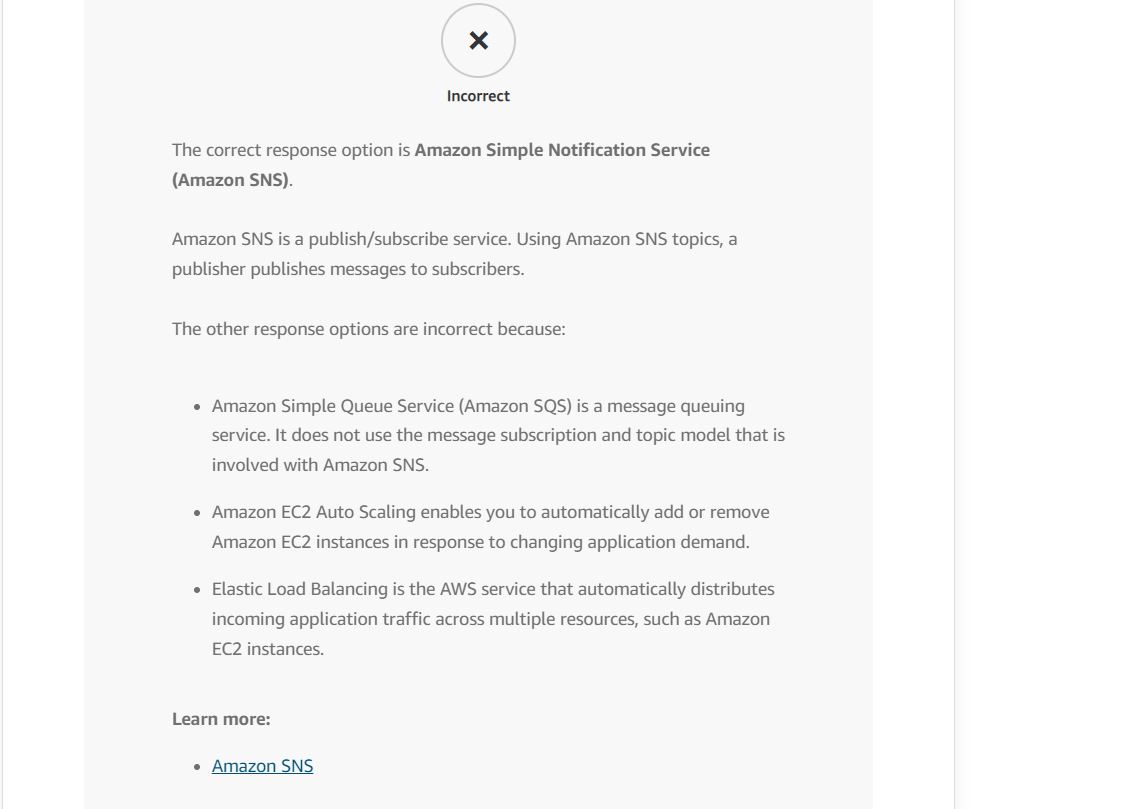 Incorrect
The correct response option is Amazon Simple Notification Service
(Amazon SNS).
Amazon SNS is a publish/subscribe service. Using Amazon SNS topics, a
publisher publishes messages to subscribers.
The other response options are incorrect because:
• Amazon Simple Queue Service (Amazon SQS) is a message queuing
service. It does not use the message subscription and topic model that is
involved with Amazon SNS.
• Amazon EC2 Auto Scaling enables you to automatically add or remove
Amazon EC2 instances in response to changing application demand.
• Elastic Load Balancing is the AWS service that automatically distributes
incoming application traffic across multiple resources, such as Amazon
EC2 instances.
Learn more:
• Amazon SNS